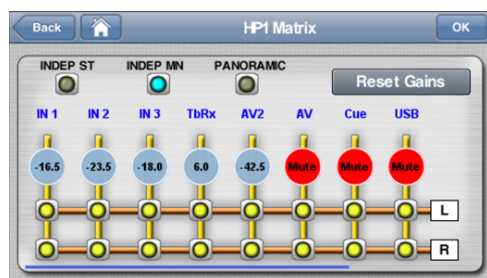 Back HP1 Matrix OK
INDEP ST INDEP MN PANORAMIC
Reset Gains
IN 1 IN 2 IN 3 TbRx AV2 AV Cue USB
-16.5 -23.5 -18.0 6.0 -42.5 Mute Mute Mute
L
R